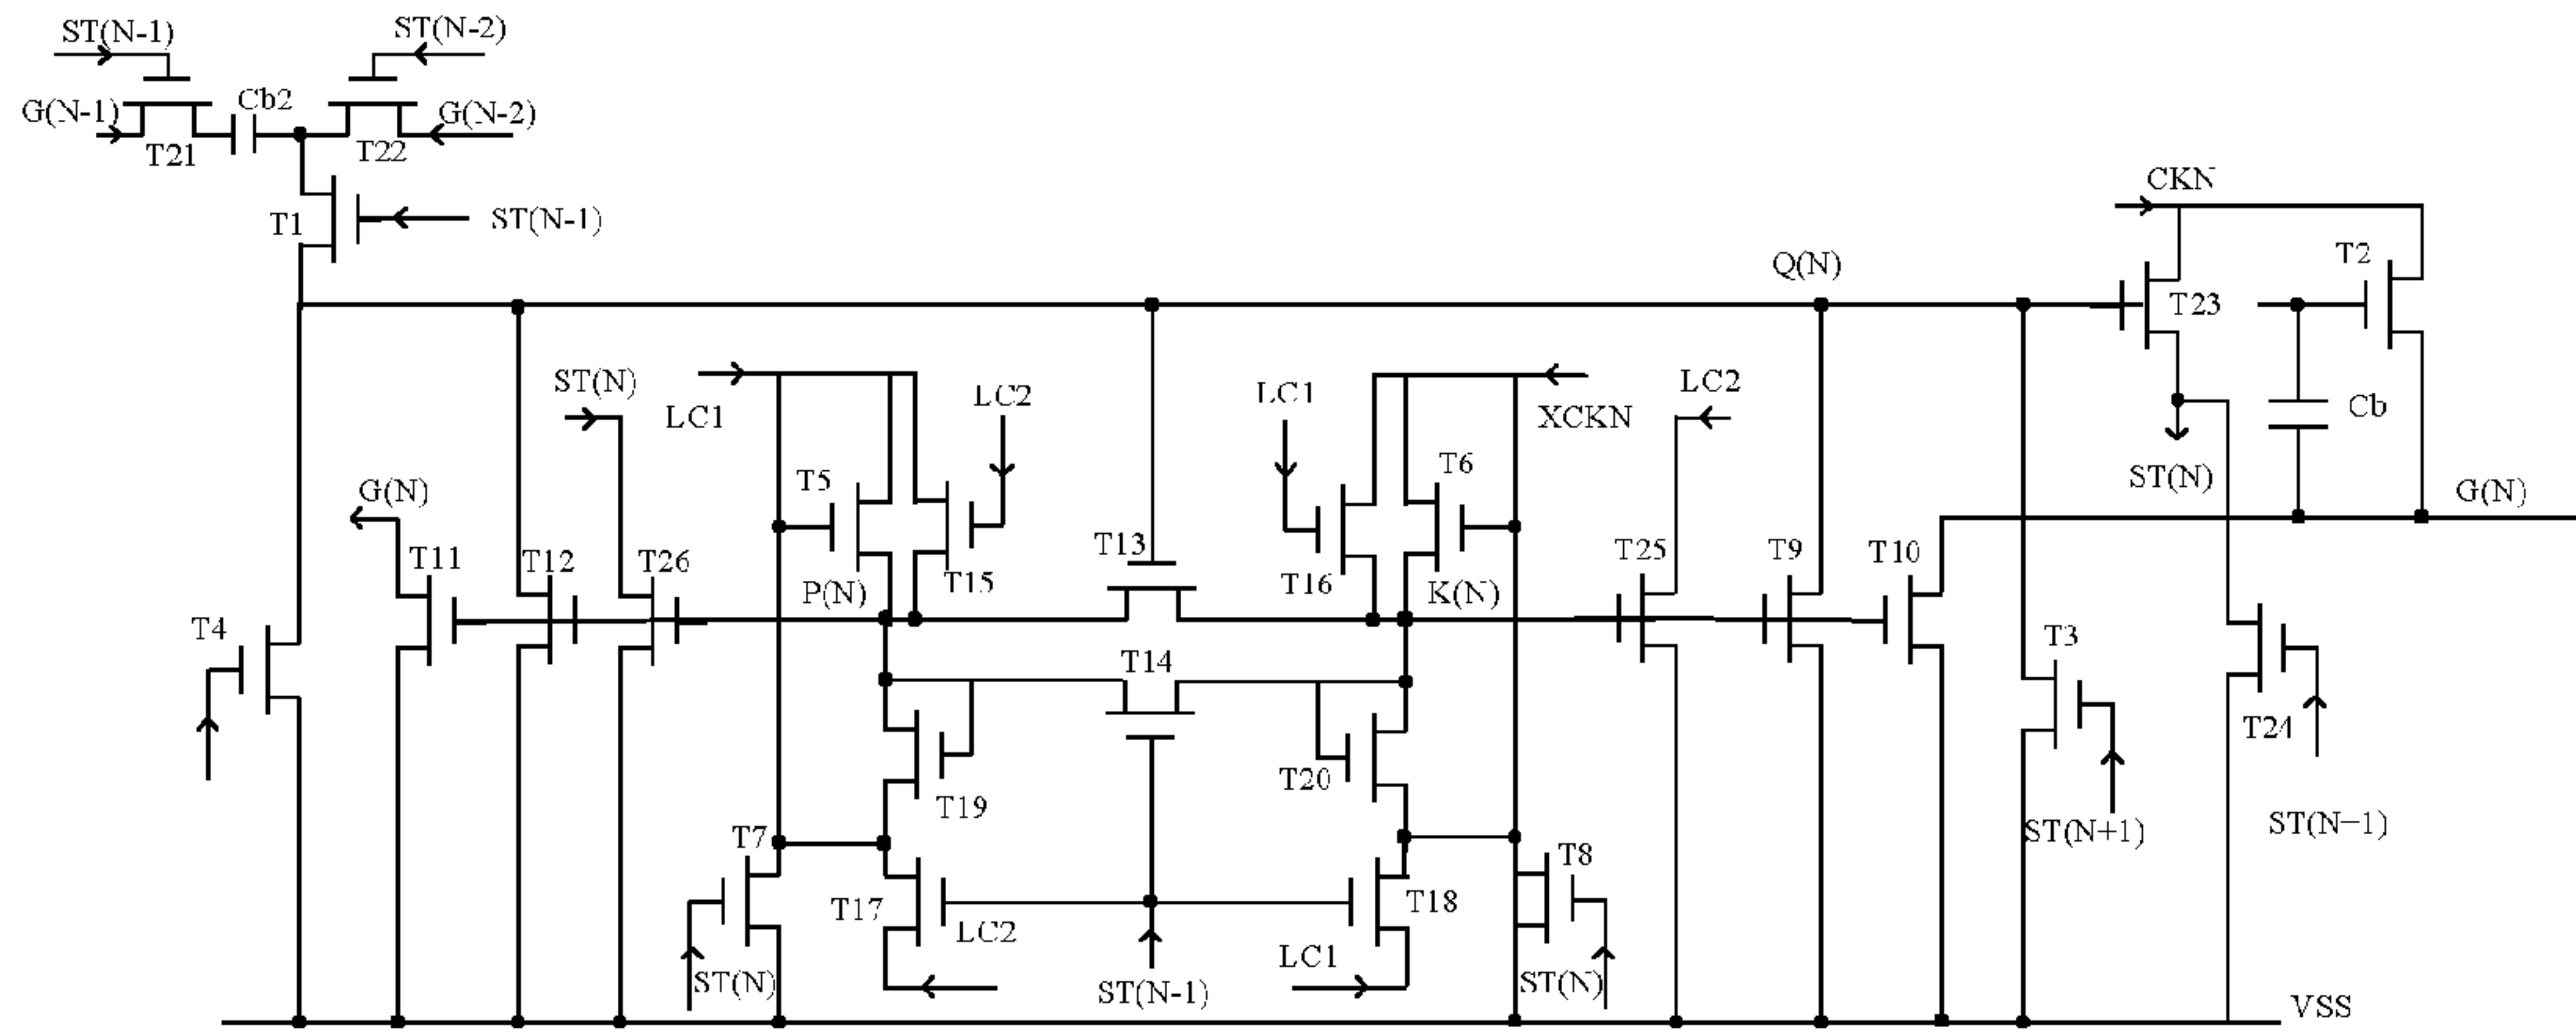 ST(N-1)
ST(N-2)
G(N-1)
Cb2
G(N-2)
T21
T22
T1
ST(N-1)
CKN
Q(N)
T2
T23
ST(N)
LC1
LC2
LC1
XCKN
LC2
Cb
G(N)
T5
T6
ST(N)
G(N)
T11
T12
T26
P(N)
T15
T13
T16
K(N)
T25
T9
T10
T4
T14
T3
T24
T19
T20
ST(N+1)
ST(N-1)
T7
T8
T17
LC2
T18
LC1
ST(N)
ST(N-1)
ST(N)
VSS